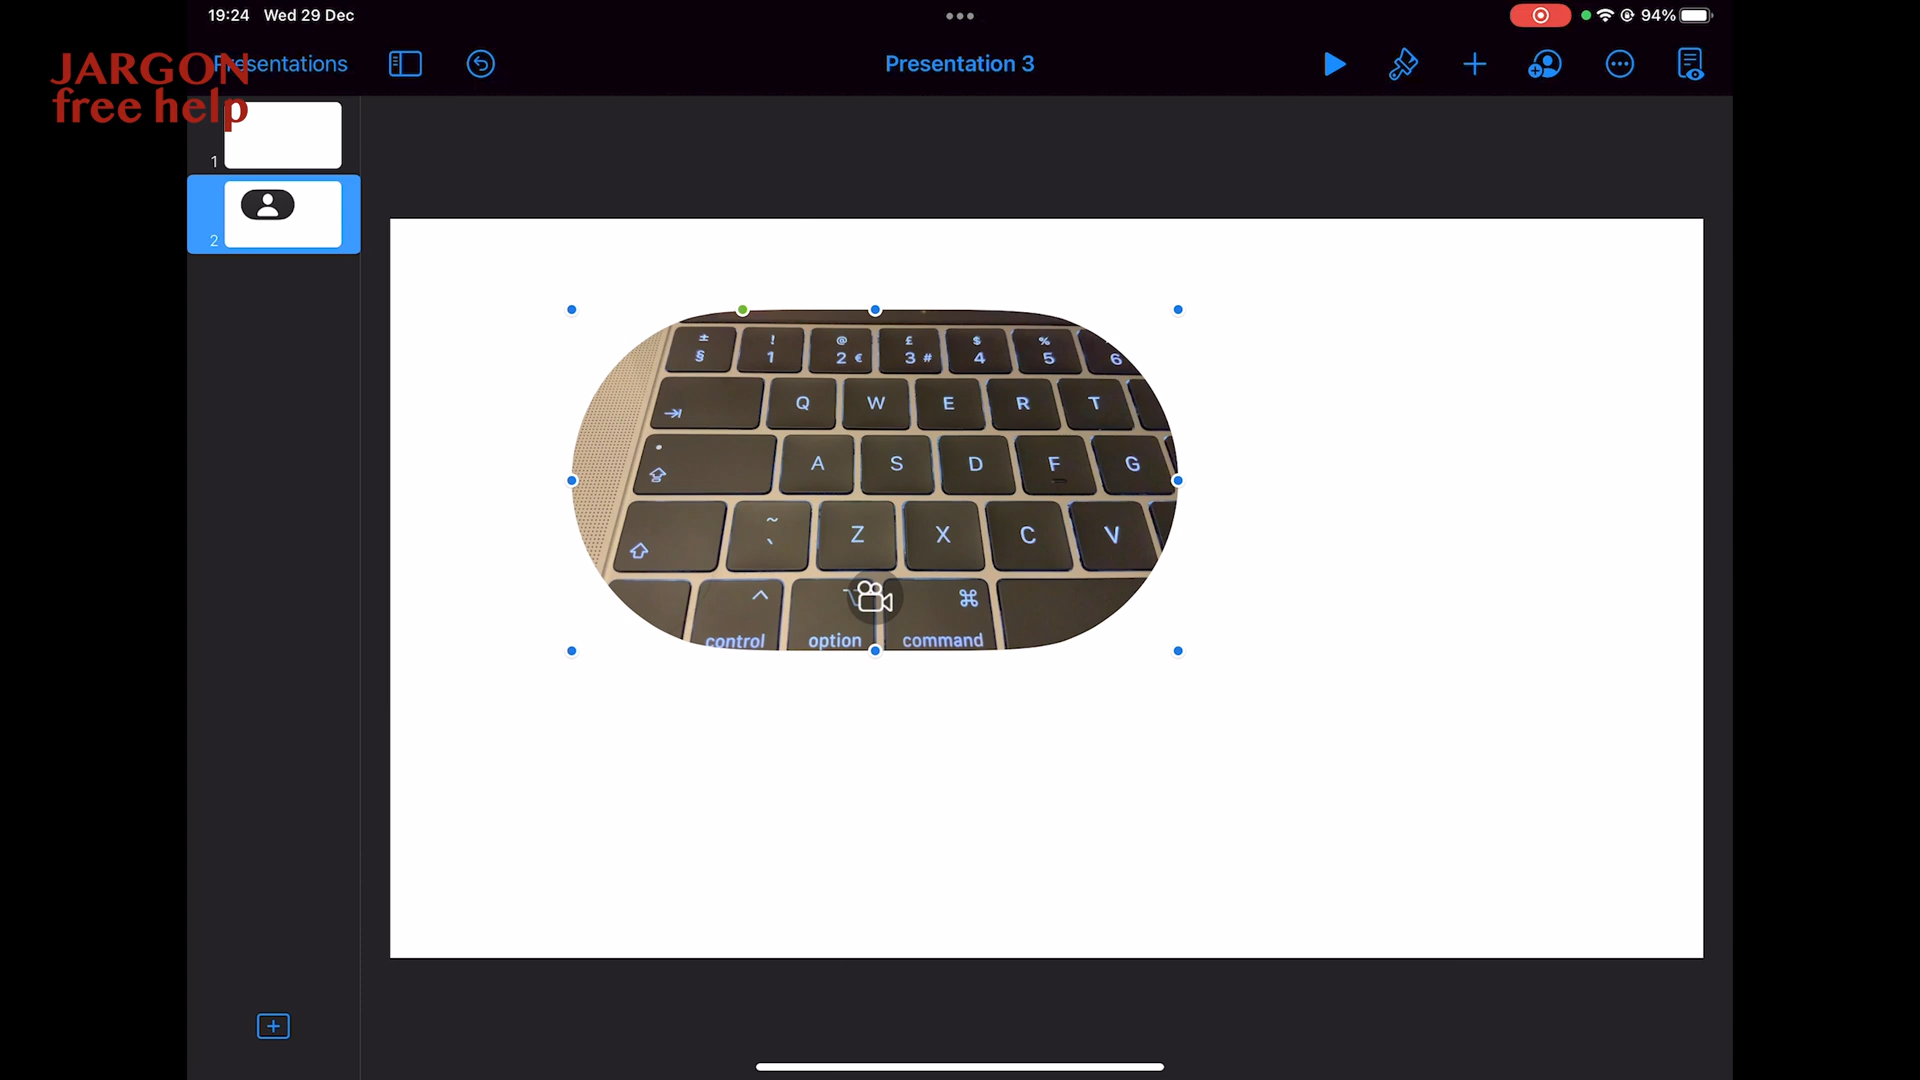 19:24 Wed 29 Dec
94%
JARGON
free help
Presentations
Presentation 3
1
2
± ! @ £ $ %
§ 1 2 € 3 # 4 5 6
Q W E R T
A S D F G
~
` Z X C V
^ ⌥ ⌘
control option command